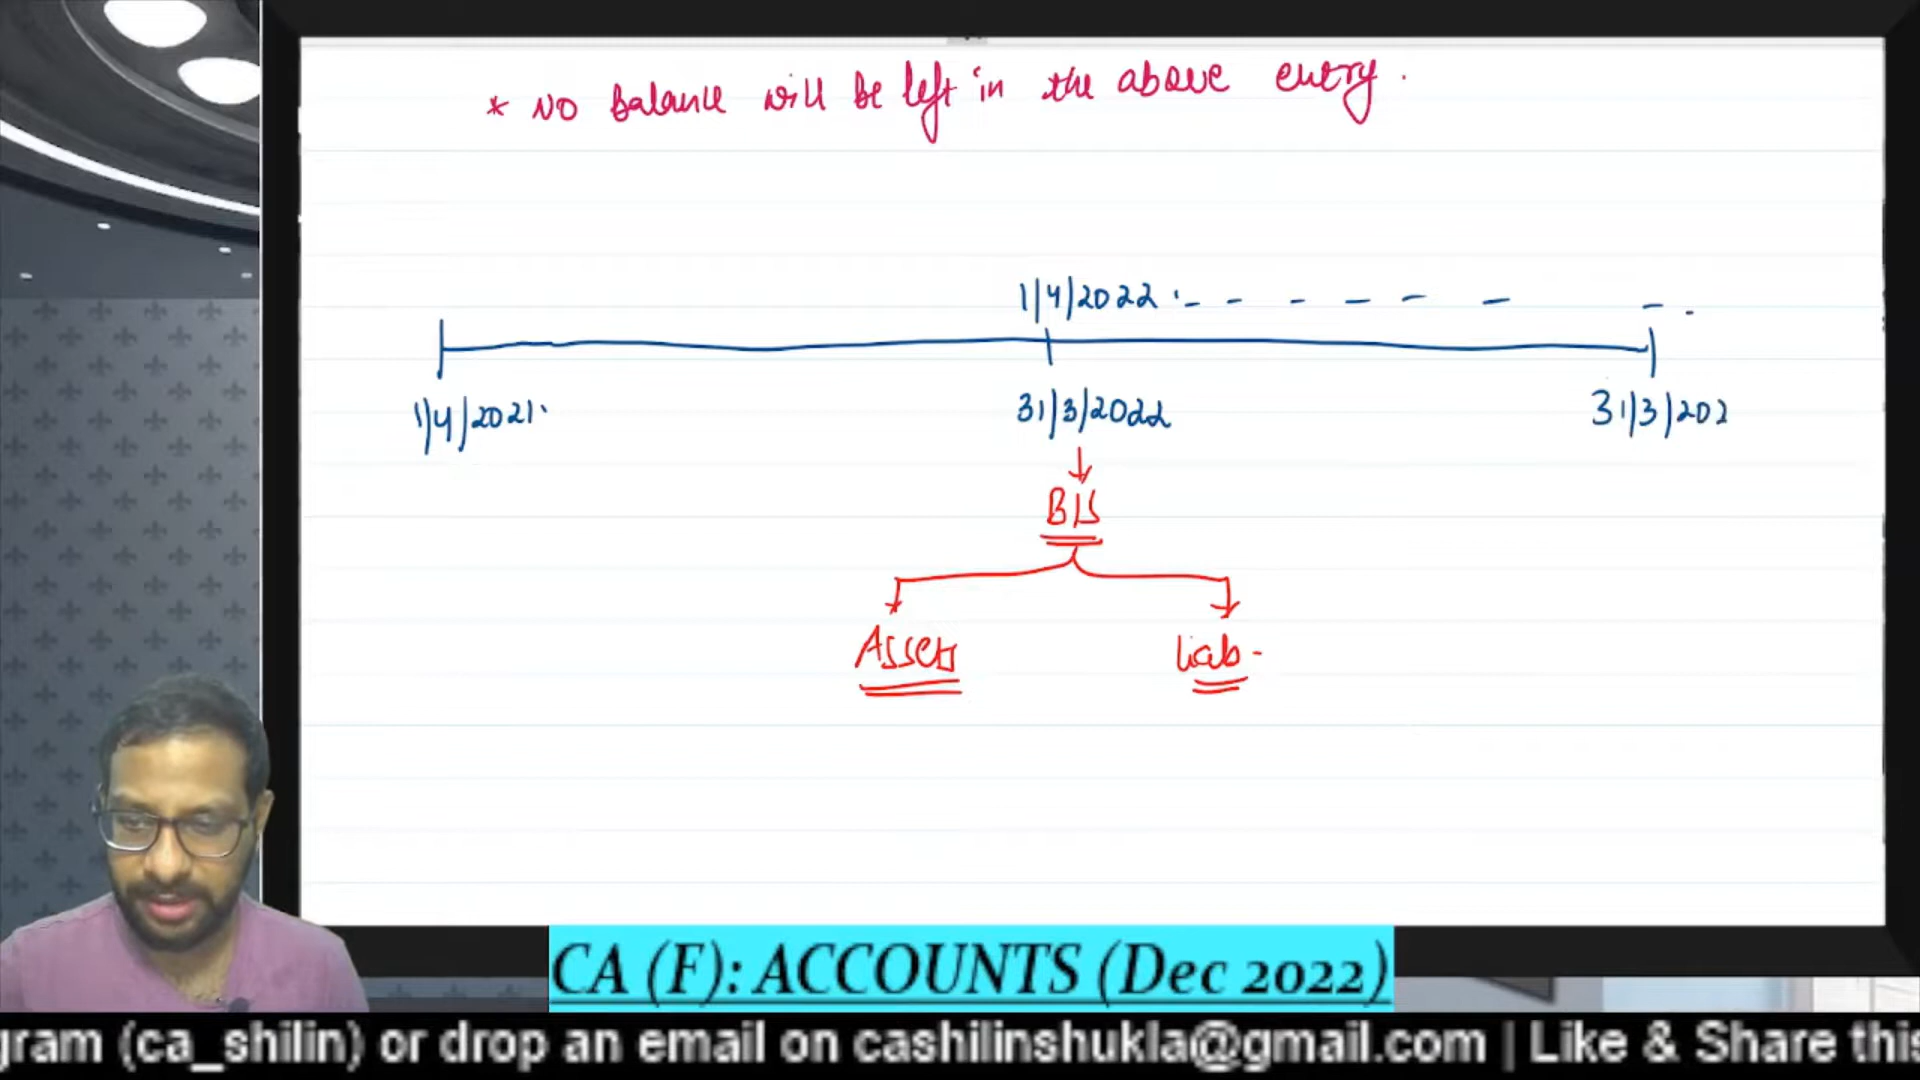 * No balance will be left in the above entry.
1/4/2022 - - - - - - - .
1/4/2021
31/3/2022
31/3/202
B/S
Assets
Liab.
CA (F): ACCOUNTS (Dec 2022)
gram (ca_shilin) or drop an email on cashilinshukla@gmail.com | Like & Share this